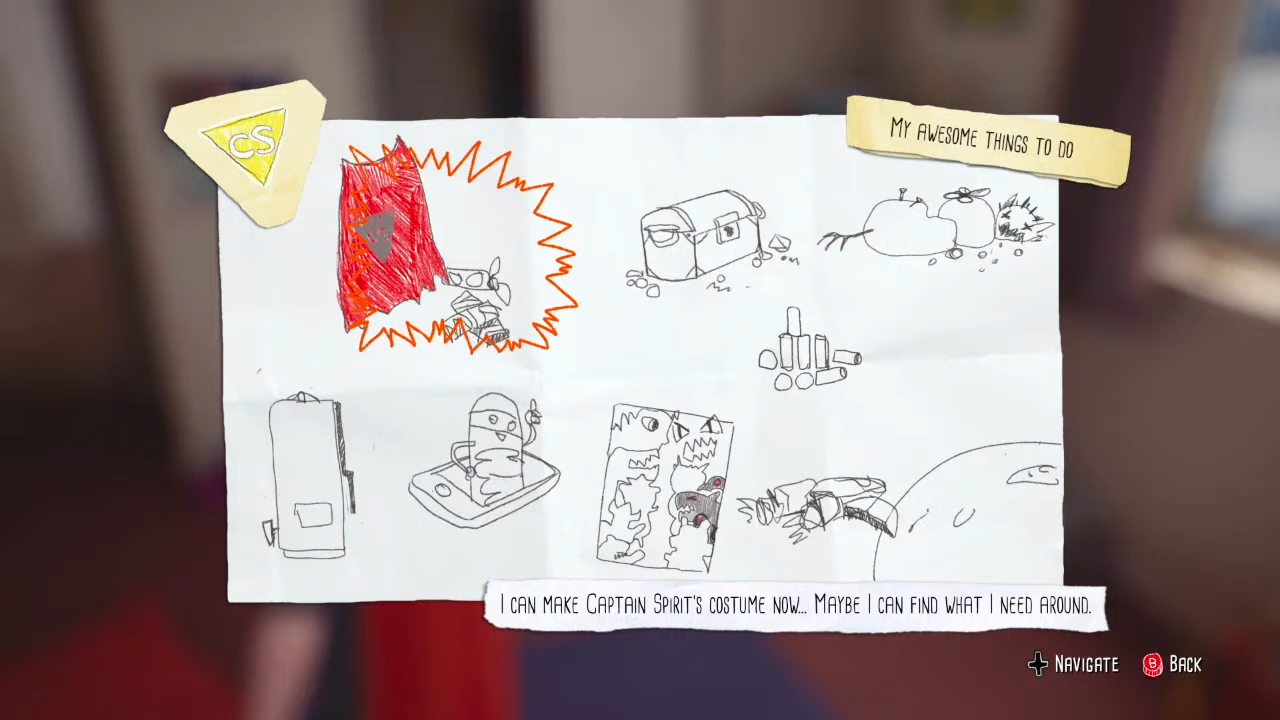 CS
MY AWESOME THINGS TO DO
I CAN MAKE CAPTAIN SPIRIT'S COSTUME NOW... MAYBE I CAN FIND WHAT I NEED AROUND.
NAVIGATE
B BACK